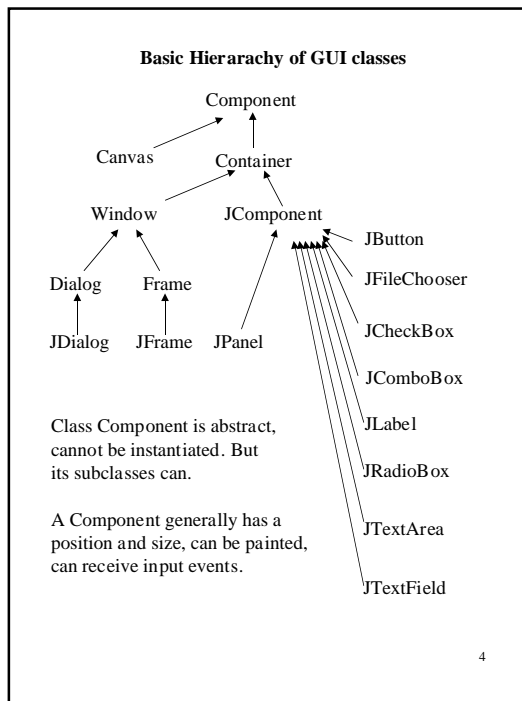 Basic Hierarachy of GUI classes
Component
Canvas
Container
Window
JComponent
JButton
Dialog
Frame
JFileChooser
JDialog
JFrame
JPanel
JCheckBox
JComboBox
JLabel
JRadioBox
JTextArea
JTextField
Class Component is abstract,
cannot be instantiated. But
its subclasses can.
A Component generally has a
position and size, can be painted,
can receive input events.
4